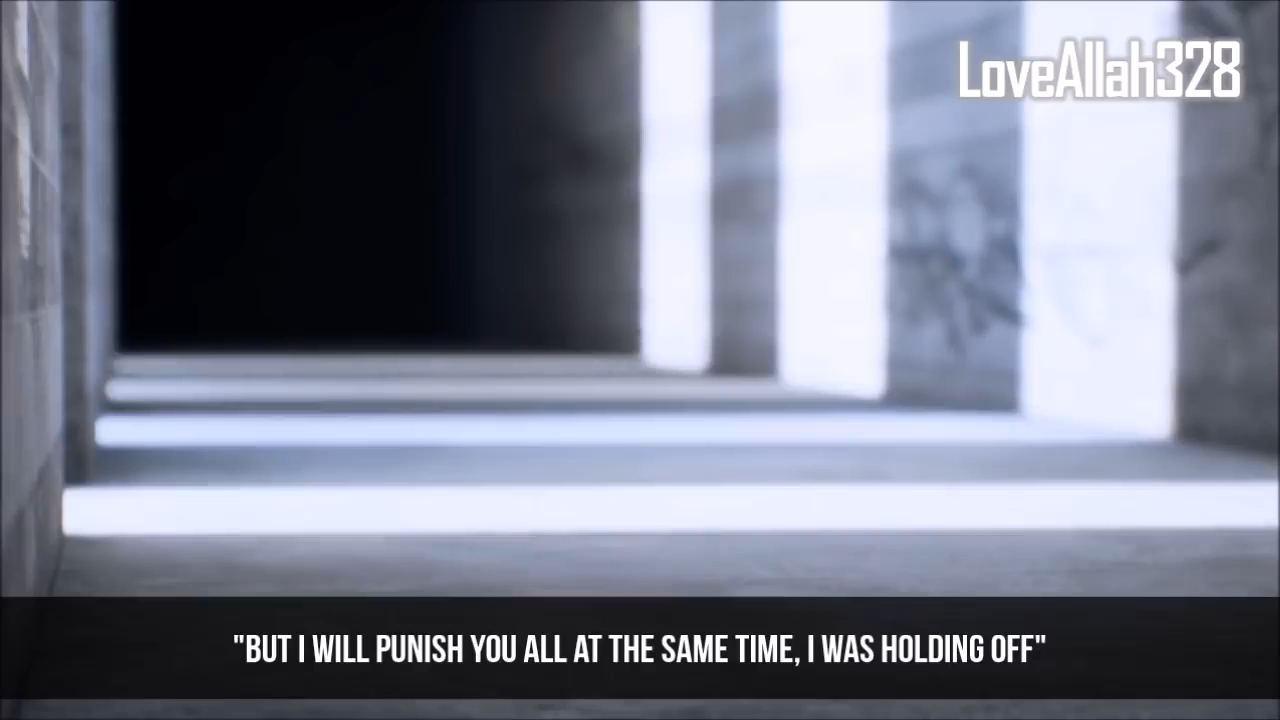 LoveAllah328
"BUT I WILL PUNISH YOU ALL AT THE SAME TIME, I WAS HOLDING OFF"